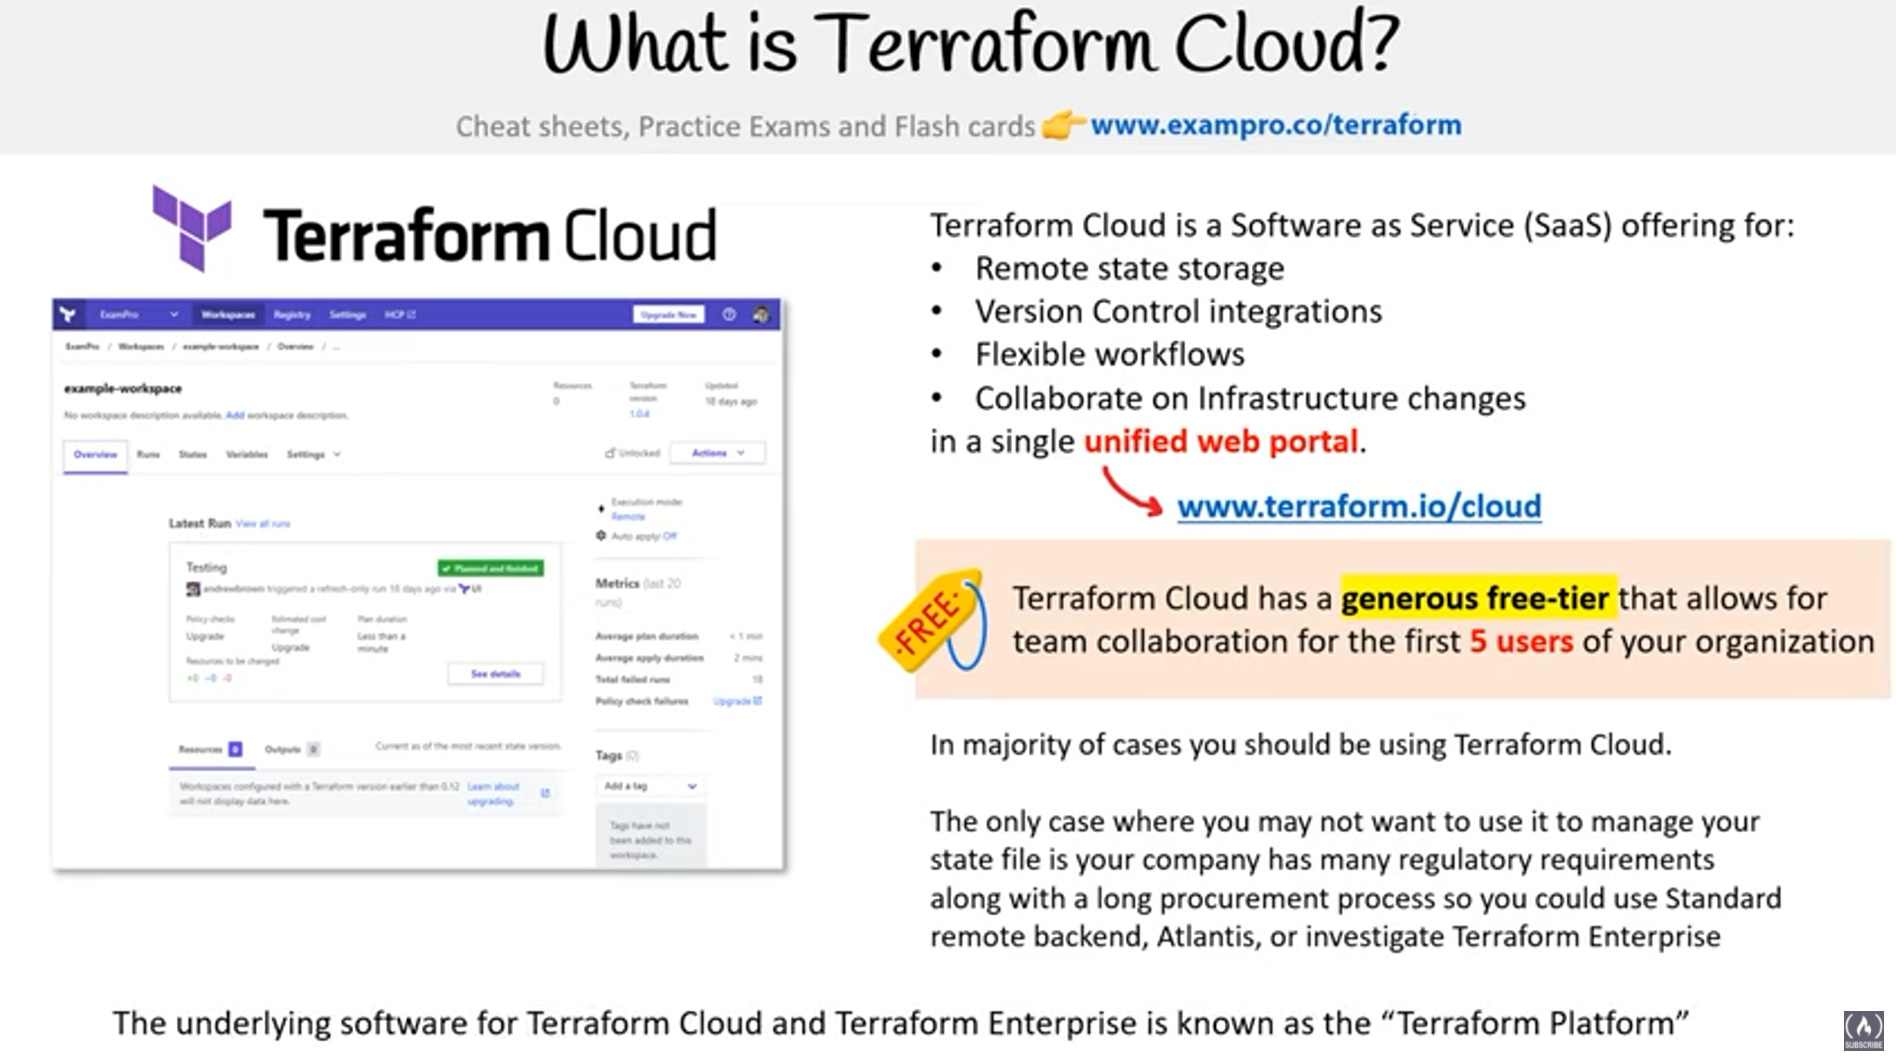 What is Terraform Cloud?
Cheat sheets, Practice Exams and Flash cards 👉 www.exampro.co/terraform
Terraform Cloud
ExamPro Workspaces Registry Settings HCP Upgrade Now
ExamPro / Workspaces / example-workspace / Overview / ...
example-workspace
No workspace description available. Add workspace description.
Resources
0
Terraform
version
1.0.4
Updated
18 days ago
Overview Runs States Variables Settings Unlocked Actions
Latest Run View all runs
Testing
Planned and finished
andrewbrown triggered a refresh-only run 18 days ago via UI
Policy checks
Upgrade
Estimated cost
change
Upgrade
Plan duration
Less than a
minute
Resources to be changed
+0 ~0 -0
See details
Resources 0 Outputs 0 Current as of the most recent state version.
Workspaces configured with a Terraform version earlier than 0.12
will not display data here.
Learn about
upgrading.
Execution mode:
Remote
Auto apply: Off
Metrics (last 20
runs)
Average plan duration < 1 min
Average apply duration 2 mins
Total failed runs 18
Policy check failures Upgrade
Tags (0)
Add a tag
Tags have not
been added to this
workspace.
Terraform Cloud is a Software as Service (SaaS) offering for:
• Remote state storage
• Version Control integrations
• Flexible workflows
• Collaborate on Infrastructure changes
in a single unified web portal.
www.terraform.io/cloud
FREE
Terraform Cloud has a generous free-tier that allows for
team collaboration for the first 5 users of your organization
In majority of cases you should be using Terraform Cloud.
The only case where you may not want to use it to manage your
state file is your company has many regulatory requirements
along with a long procurement process so you could use Standard
remote backend, Atlantis, or investigate Terraform Enterprise
The underlying software for Terraform Cloud and Terraform Enterprise is known as the “Terraform Platform”
SUBSCRIBE